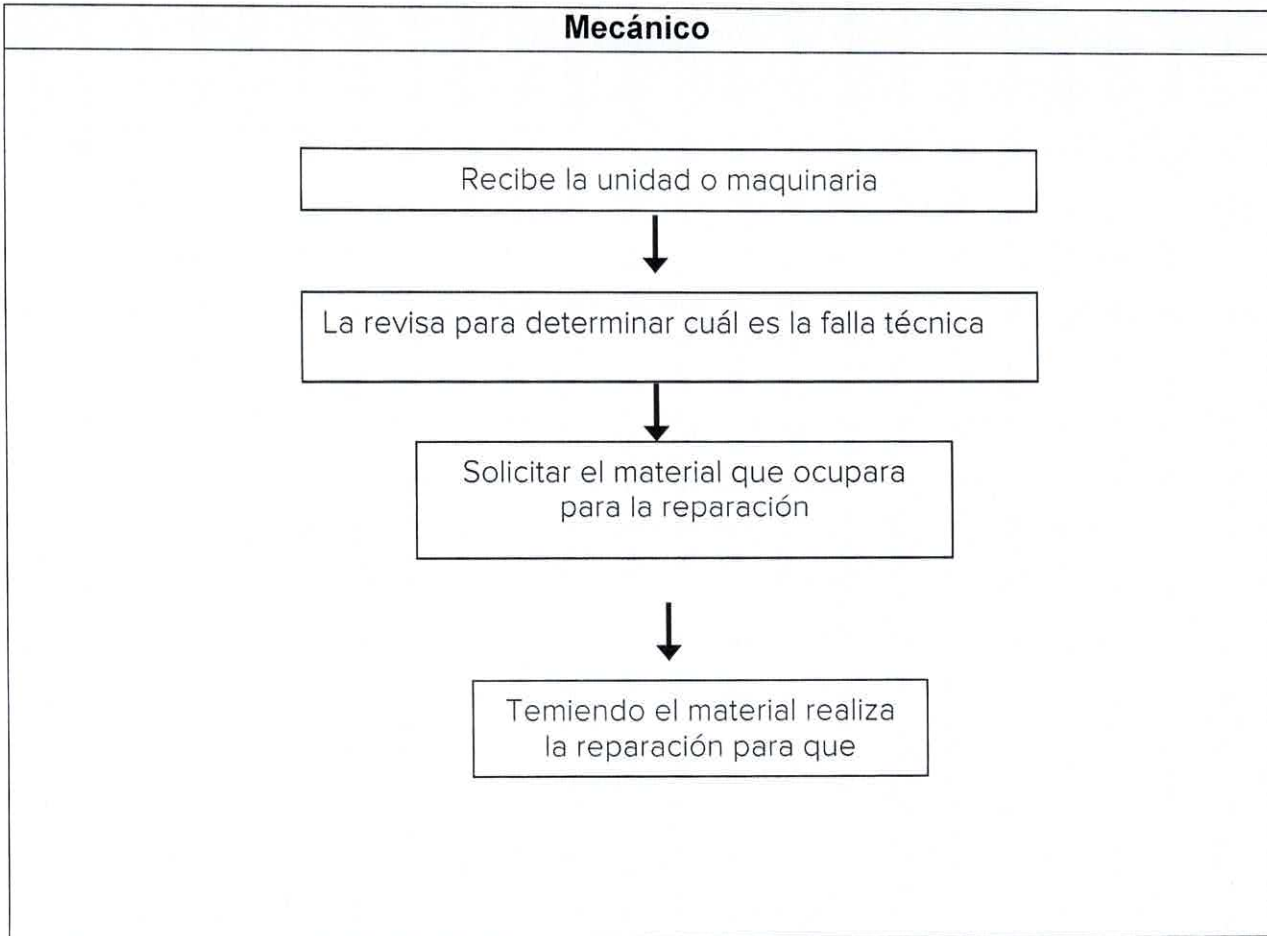 Mecánico
Recibe la unidad o maquinaria
La revisa para determinar cuál es la falla técnica
Solicitar el material que ocupara
para la reparación
Temiendo el material realiza
la reparación para que